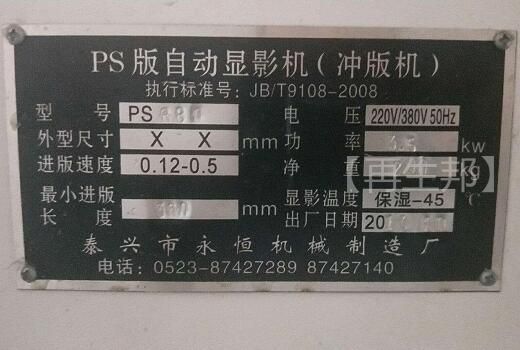 PS版自动显影机(冲版机)
执行标准号: JB/T9108-2008
型 号 PS 电 压 220V/380V 50Hz
外型尺寸 X X mm 功 率 kw
进版速度 0.12-0.5 净 重 kg
最小进版 显影温度 保湿-45 ℃
长 度 mm 出厂日期 20
【再生邦】
泰兴市永恒机械制造厂
电话: 0523-87427289 87427140